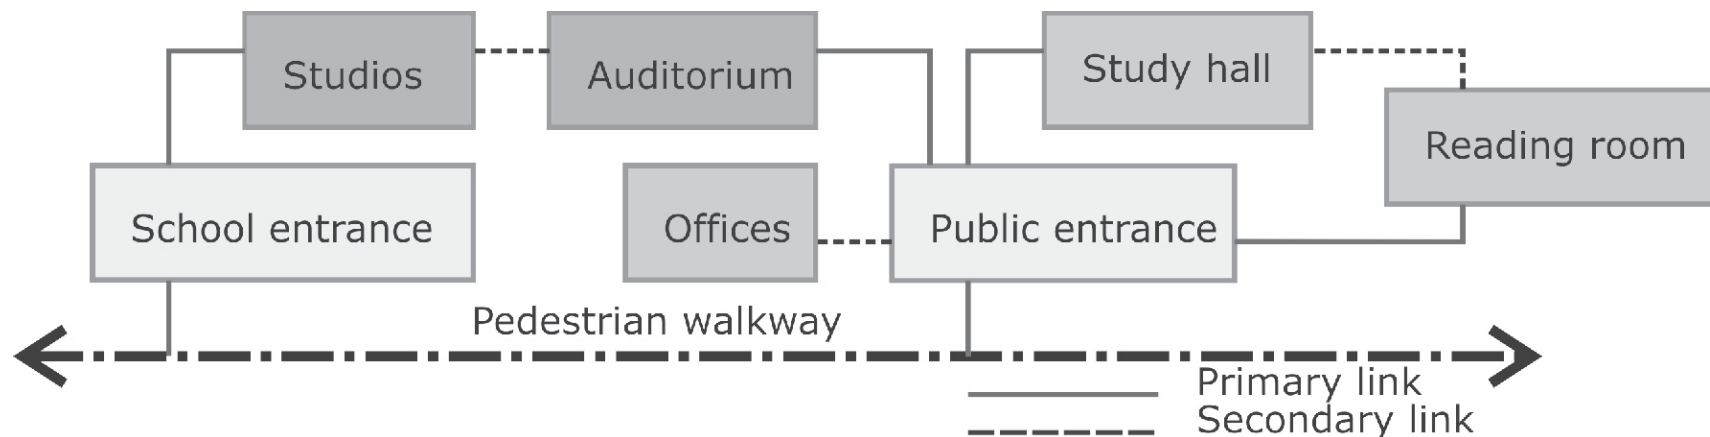 Studios
Auditorium
Study hall
Reading room
School entrance
Offices
Public entrance
Pedestrian walkway
Primary link
Secondary link